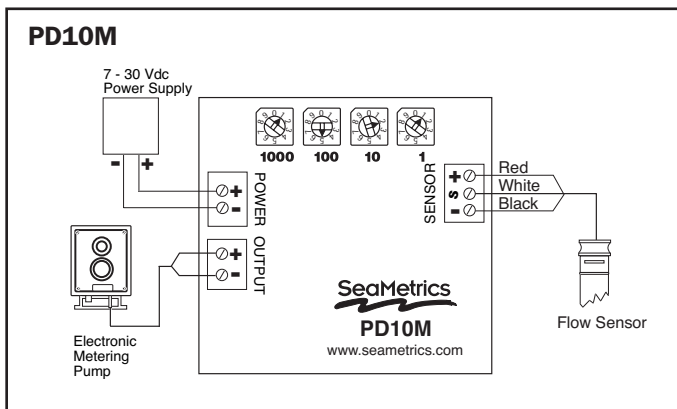 PD10M
7 - 30 Vdc
Power Supply
- +
1000 100 10 1
POWER
+
-
OUTPUT
+
-
SENSOR
+
S
-
Red
White
Black
SeaMetrics
PD10M
www.seametrics.com
Electronic
Metering
Pump
Flow Sensor